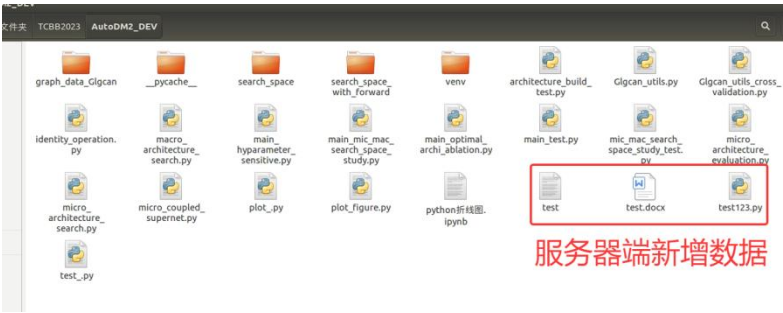 文件夹 TCBB2023 AutoDM2_DEV
graph_data_Glgcan
__pycache__
search_space
search_space_
with_forward
venv
architecture_build_
test.py
Glgcan_utils.py
Glgcan_utils_cross_
validation.py
identity_operation.
py
macro_
architecture_
search.py
main_
hyparameter_
sensitive.py
main_mic_mac_
search_space_
study.py
main_optimal_
archi_ablation.py
main_test.py
mic_mac_search_
space_study_test.
py
micro_
architecture_
evaluation.py
micro_
architecture_
search.py
micro_coupled_
supernet.py
plot_.py
plot_figure.py
python折线图.
ipynb
test
test.docx
test123.py
服务器端新增数据
test_.py